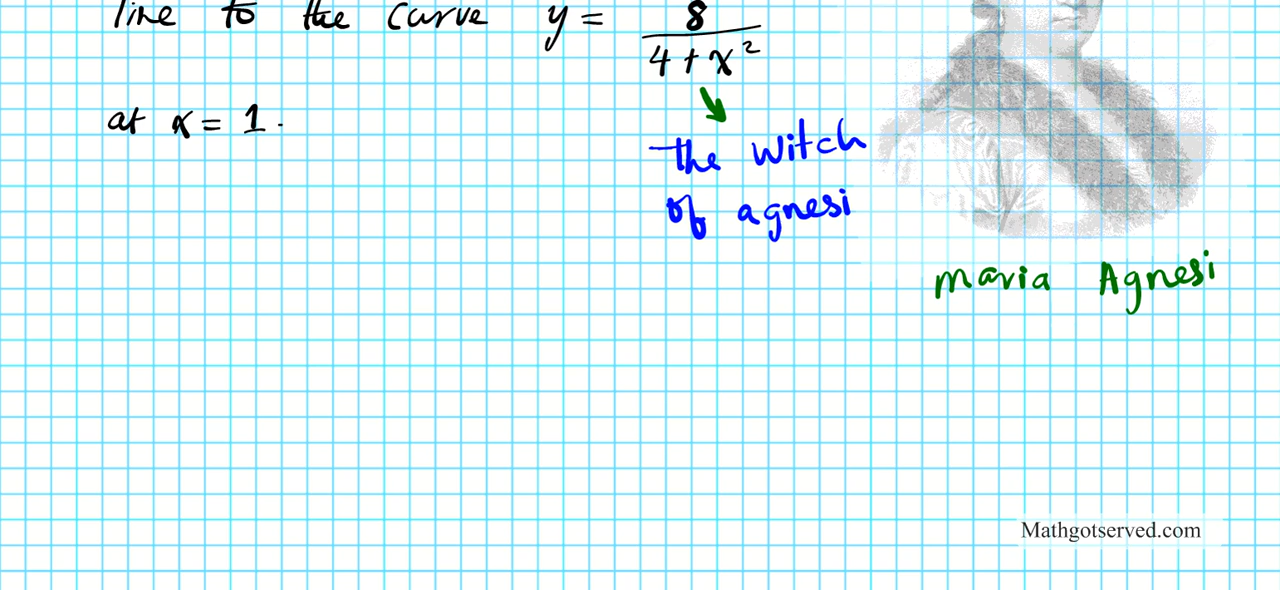 line to the curve y = 8 / 4 + x²
at x = 1.
the witch
of agnesi
maria Agnesi
Mathgotserved.com